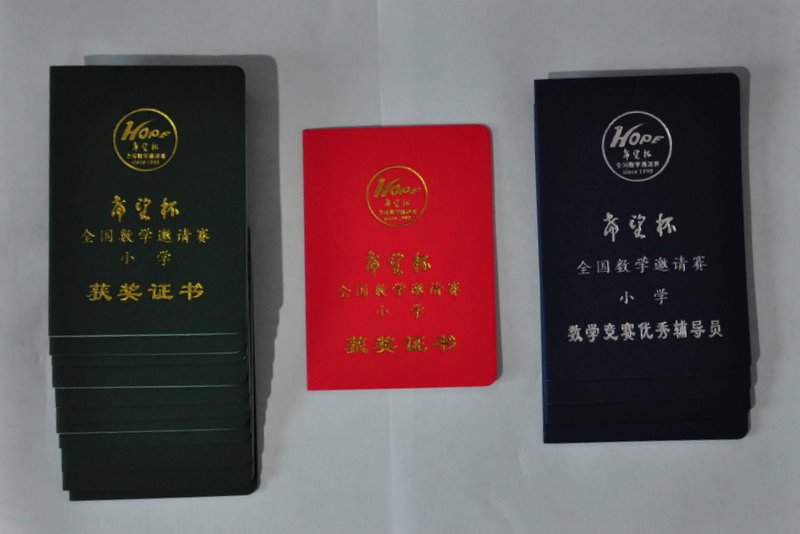 HOPE
希望杯
全国数学邀请赛
since 1990
希望杯
全国数学邀请赛
小学
获奖证书
HOPE
希望杯
全国数学邀请赛
since 1990
希望杯
全国数学邀请赛
小学
获奖证书
HOPE
希望杯
全国数学邀请赛
since 1990
希望杯
全国数学邀请赛
小学
数学竞赛优秀辅导员